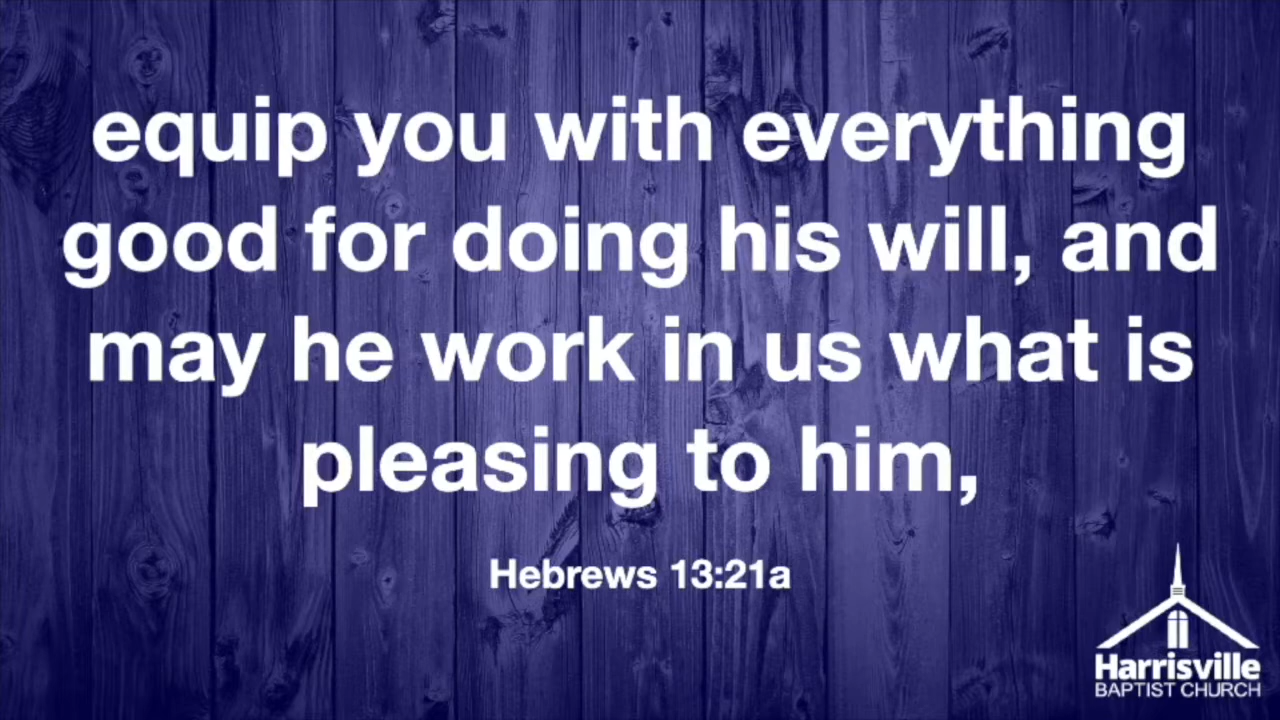 equip you with everything
good for doing his will, and
may he work in us what is
pleasing to him,
Hebrews 13:21a
Harrisville
BAPTIST CHURCH